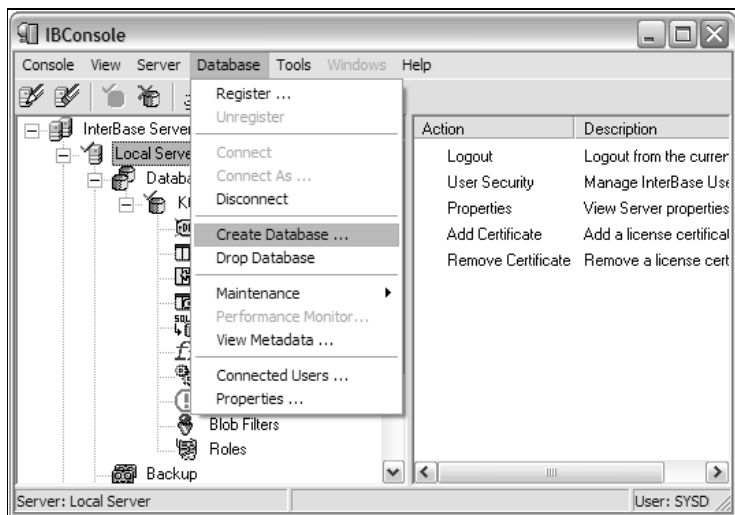 IBConsole
Console View Server Database Tools Windows Help
Register ...
Unregister
Connect
Connect As ...
Disconnect
Create Database ...
Drop Database
Maintenance
Performance Monitor...
View Metadata ...
Connected Users ...
Properties ...
InterBase Server
Local Serve
Databa
Blob Filters
Roles
Backup
Action Description
Logout Logout from the curren
User Security Manage InterBase Use
Properties View Server properties
Add Certificate Add a license certificat
Remove Certificate Remove a license cert
Server: Local Server User: SYSD